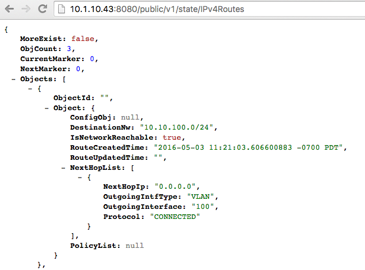 10.1.10.43:8080/public/v1/state/IPv4Routes
{
MoreExist: false,
ObjCount: 3,
CurrentMarker: 0,
NextMarker: 0,
- Objects: [
- {
ObjectId: "",
- Object: {
ConfigObj: null,
DestinationNw: "10.10.100.0/24",
IsNetworkReachable: true,
RouteCreatedTime: "2016-05-03 11:21:03.606600883 -0700 PDT",
RouteUpdatedTime: "",
- NextHopList: [
- {
NextHopIp: "0.0.0.0",
OutgoingIntfType: "VLAN",
OutgoingInterface: "100",
Protocol: "CONNECTED"
}
],
PolicyList: null
}
},